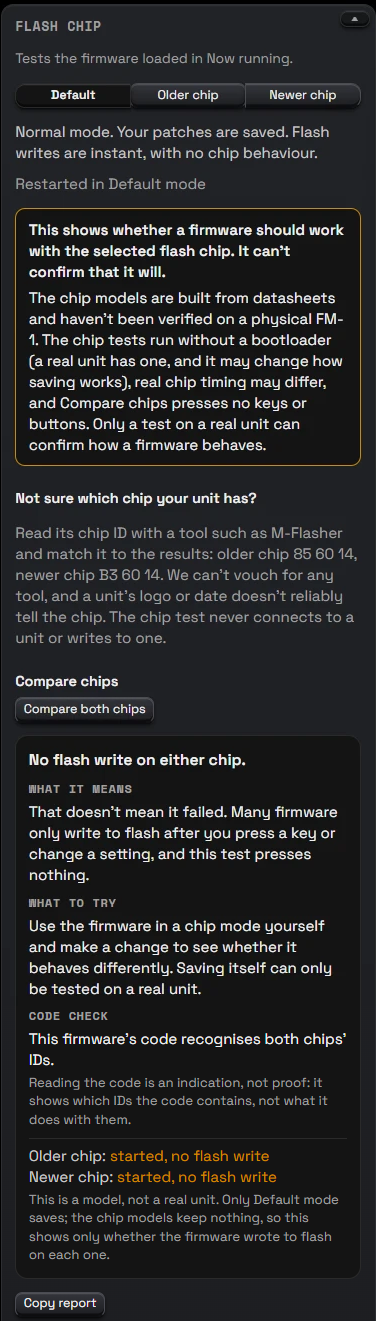 FLASH CHIP
Tests the firmware loaded in Now running.
Default
Older chip
Newer chip
Normal mode. Your patches are saved. Flash
writes are instant, with no chip behaviour.
Restarted in Default mode
This shows whether a firmware should work
with the selected flash chip. It can't
confirm that it will.
The chip models are built from datasheets
and haven't been verified on a physical FM-
1. The chip tests run without a bootloader
(a real unit has one, and it may change how
saving works), real chip timing may differ,
and Compare chips presses no keys or
buttons. Only a test on a real unit can
confirm how a firmware behaves.
Not sure which chip your unit has?
Read its chip ID with a tool such as M-Flasher
and match it to the results: older chip 85 60 14,
newer chip B3 60 14. We can't vouch for any
tool, and a unit's logo or date doesn't reliably
tell the chip. The chip test never connects to a
unit or writes to one.
Compare chips
Compare both chips
No flash write on either chip.
WHAT IT MEANS
That doesn't mean it failed. Many firmware
only write to flash after you press a key or
change a setting, and this test presses
nothing.
WHAT TO TRY
Use the firmware in a chip mode yourself
and make a change to see whether it
behaves differently. Saving itself can only
be tested on a real unit.
CODE CHECK
This firmware's code recognises both chips'
IDs.
Reading the code is an indication, not proof: it
shows which IDs the code contains, not what it
does with them.
Older chip: started, no flash write
Newer chip: started, no flash write
This is a model, not a real unit. Only Default mode
saves; the chip models keep nothing, so this
shows only whether the firmware wrote to flash
on each one.
Copy report